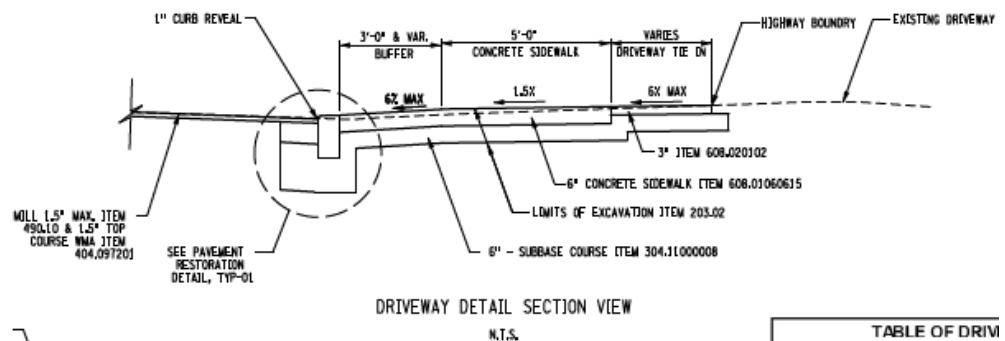 1" CURB REVEAL
3'-0" & VAR.
BUFFER
5'-0"
CONCRETE SIDEWALK
VARIES
DRIVEWAY TIE IN
HIGHWAY BOUNDRY
EXISTING DRIVEWAY
6% MAX
1.5%
6% MAX
3" ITEM 608.020102
6" CONCRETE SIDEWALK ITEM 608.01060615
LIMITS OF EXCAVATION ITEM 203.02
6" - SUBBASE COURSE ITEM 304.11000008
MILL 1.5" MAX. ITEM
490.10 & 1.5" TOP
COURSE WMA ITEM
404.097201
SEE PAVEMENT
RESTORATION
DETAIL, TYP-01
DRIVEWAY DETAIL SECTION VIEW
N.T.S.
TABLE OF DRIV